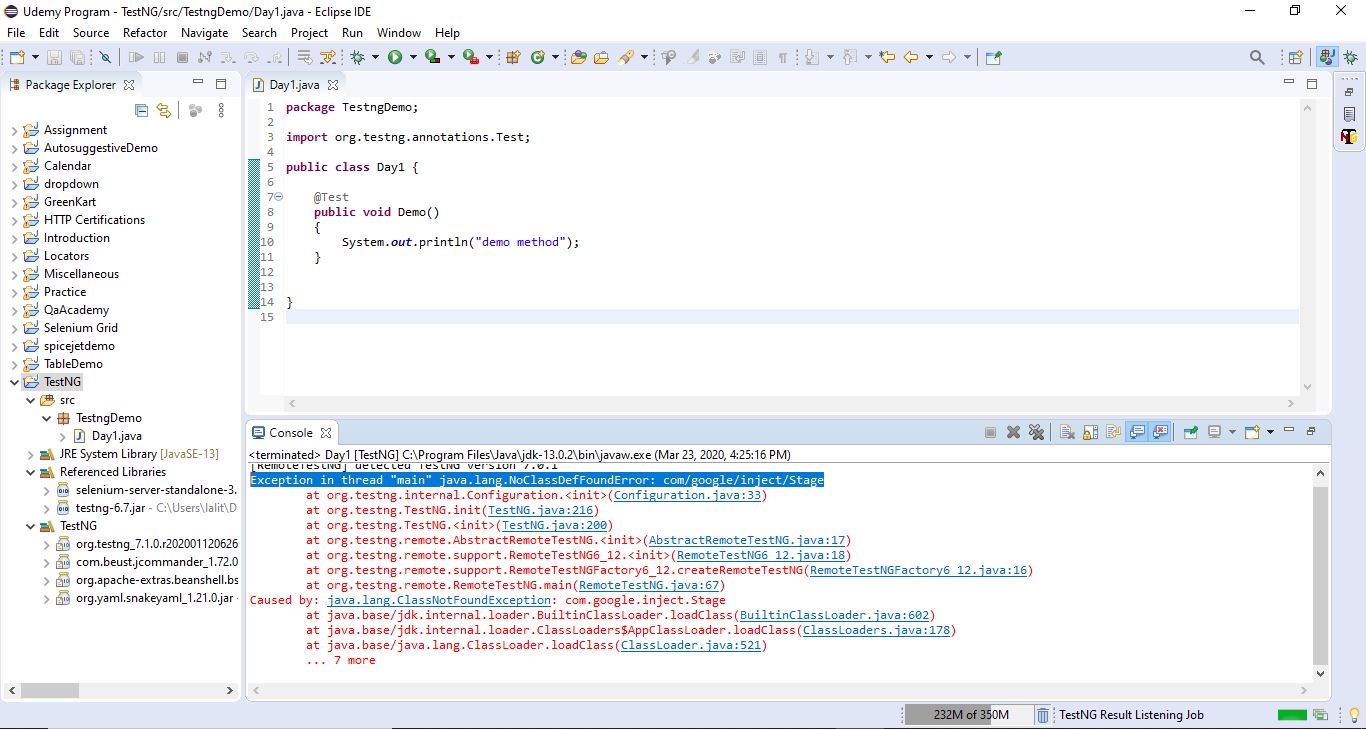 Udemy Program - TestNG/src/TestngDemo/Day1.java - Eclipse IDE
File Edit Source Refactor Navigate Search Project Run Window Help
Package Explorer
Assignment
AutosuggestiveDemo
Calendar
dropdown
GreenKart
HTTP Certifications
Introduction
Locators
Miscellaneous
Practice
QaAcademy
Selenium Grid
spicejetdemo
TableDemo
TestNG
src
TestngDemo
Day1.java
JRE System Library [JavaSE-13]
Referenced Libraries
selenium-server-standalone-3.
testng-6.7.jar - C:\Users\lalit\D
TestNG
org.testng_7.1.0.r202001120626
com.beust.jcommander_1.72.0
org.apache-extras.beanshell.bs
org.yaml.snakeyaml_1.21.0.jar -
Day1.java
1 package TestngDemo;
2
3 import org.testng.annotations.Test;
4
5 public class Day1 {
6
7 @Test
8 public void Demo()
9 {
10 System.out.println("demo method");
11 }
12
13
14 }
15
Console
<terminated> Day1 [TestNG] C:\Program Files\Java\jdk-13.0.2\bin\javaw.exe (Mar 23, 2020, 4:25:16 PM)
[RemoteTestNG] detected TestNG version 7.0.1
Exception in thread "main" java.lang.NoClassDefFoundError: com/google/inject/Stage
at org.testng.internal.Configuration.<init>(Configuration.java:33)
at org.testng.TestNG.init(TestNG.java:216)
at org.testng.TestNG.<init>(TestNG.java:200)
at org.testng.remote.AbstractRemoteTestNG.<init>(AbstractRemoteTestNG.java:17)
at org.testng.remote.support.RemoteTestNG6_12.<init>(RemoteTestNG6_12.java:18)
at org.testng.remote.support.RemoteTestNGFactory6_12.createRemoteTestNG(RemoteTestNGFactory6_12.java:16)
at org.testng.remote.RemoteTestNG.main(RemoteTestNG.java:67)
Caused by: java.lang.ClassNotFoundException: com.google.inject.Stage
at java.base/jdk.internal.loader.BuiltinClassLoader.loadClass(BuiltinClassLoader.java:602)
at java.base/jdk.internal.loader.ClassLoaders$AppClassLoader.loadClass(ClassLoaders.java:178)
at java.base/java.lang.ClassLoader.loadClass(ClassLoader.java:521)
... 7 more
232M of 350M
TestNG Result Listening Job